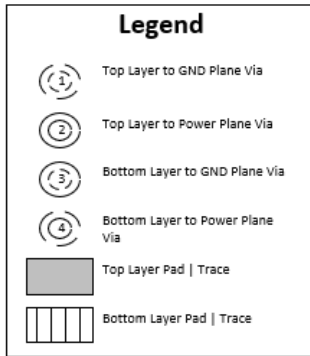 Legend
1 Top Layer to GND Plane Via
2 Top Layer to Power Plane Via
3 Bottom Layer to GND Plane Via
4 Bottom Layer to Power Plane
Via
Top Layer Pad | Trace
Bottom Layer Pad | Trace